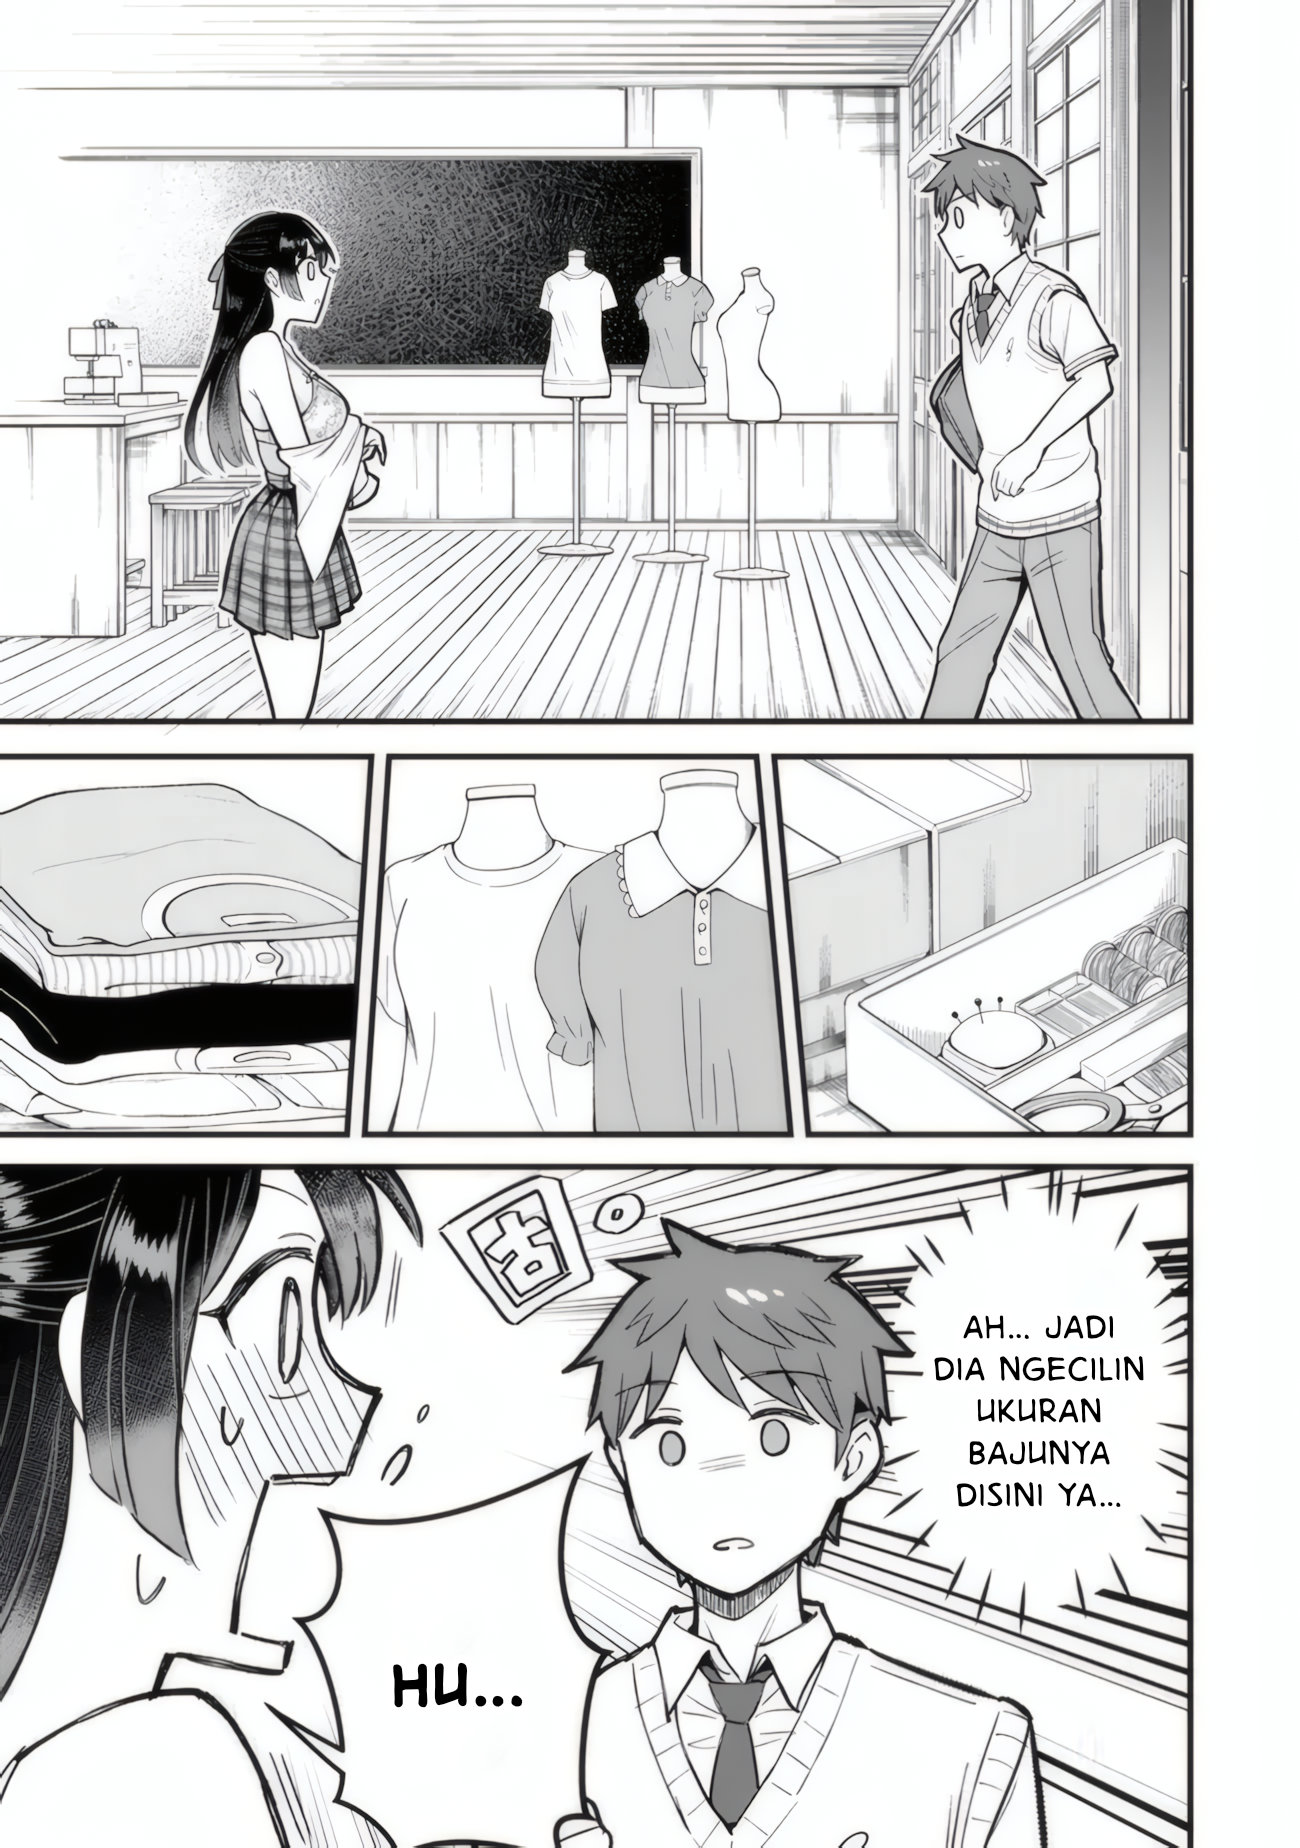 AH... JADI
DIA NGECILIN
UKURAN
BAJUNYA
DISINI YA...
HU...